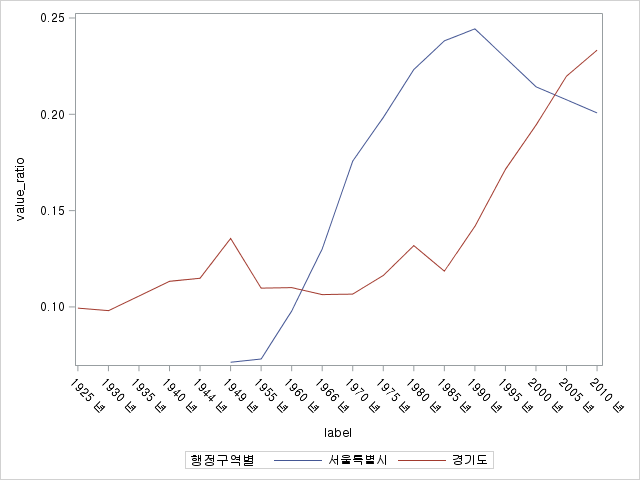 0.25
0.20
0.15
0.10
value_ratio
1925 년
1930 년
1935 년
1940 년
1944 년
1949 년
1955 년
1960 년
1966 년
1970 년
1975 년
1980 년
1985 년
1990 년
1995 년
2000 년
2005 년
2010 년
label
행정구역별 서울특별시 경기도